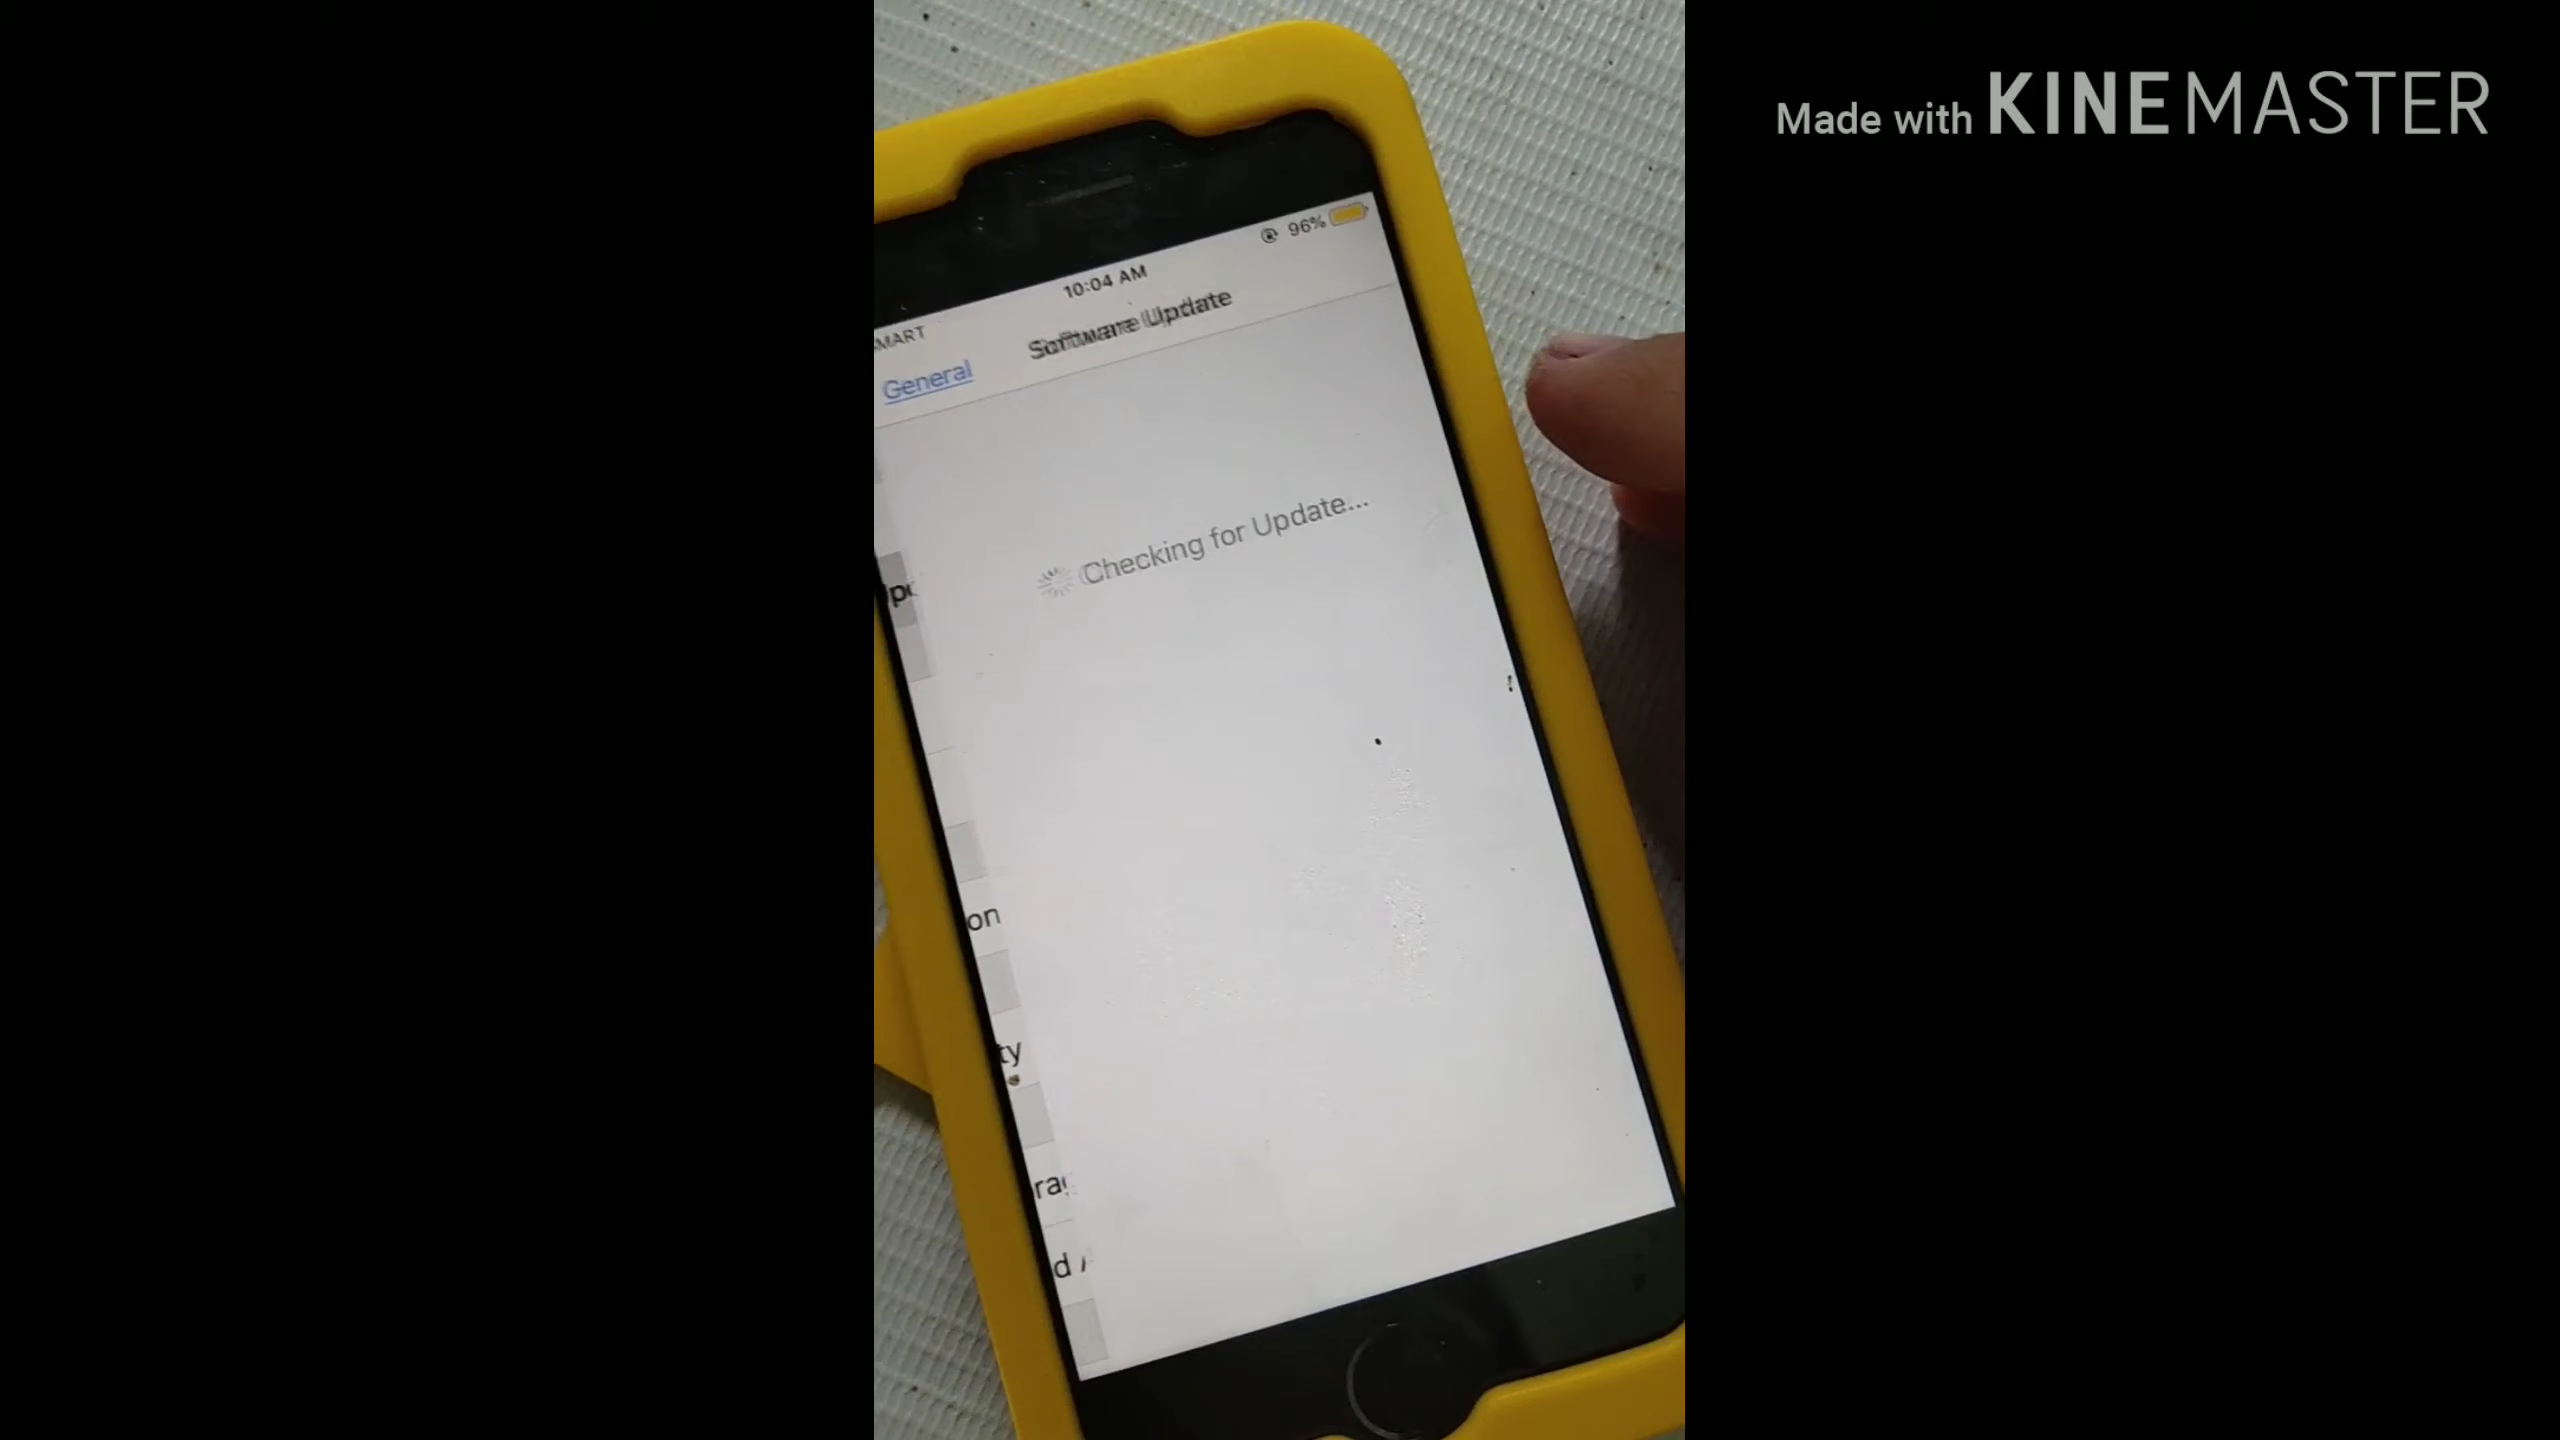 Made with KINEMASTER
96%
10:04 AM
MART
Software Update
General
Checking for Update...
on
ty
d